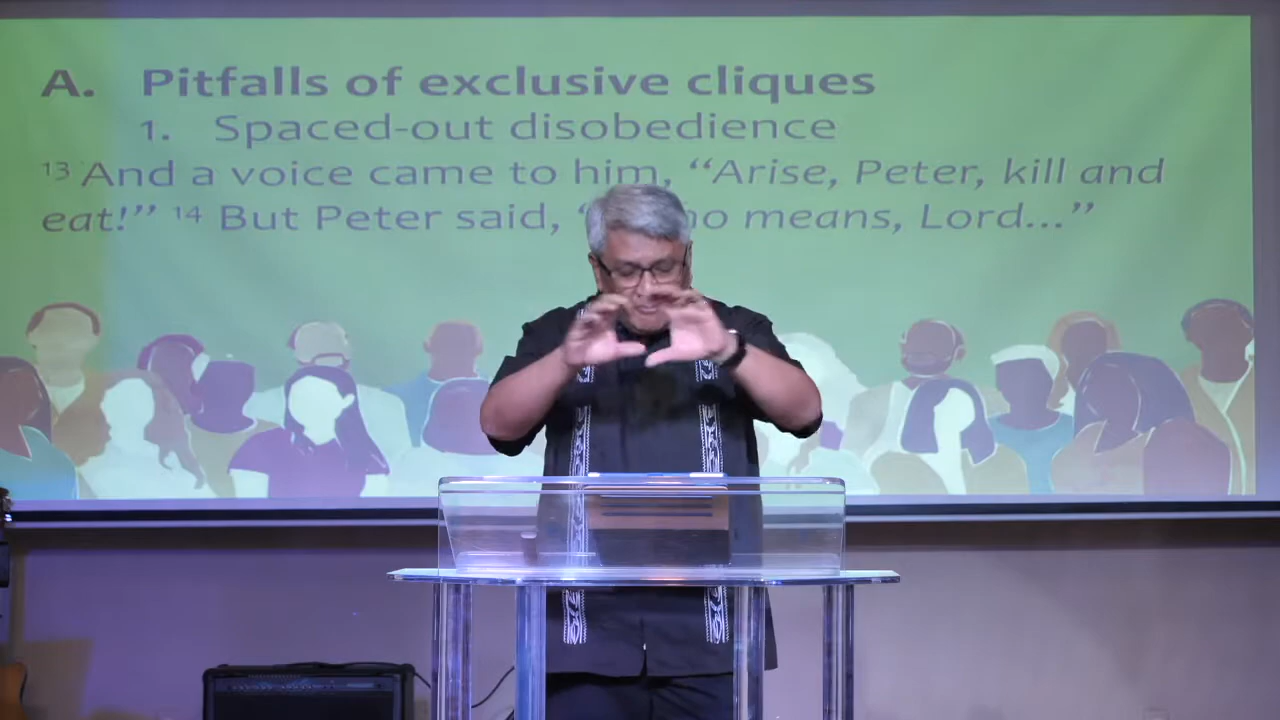 A. Pitfalls of exclusive cliques
1. Spaced-out disobedience
13 And a voice came to him, “Arise, Peter, kill and
eat!” 14 But Peter said, “ no means, Lord...”